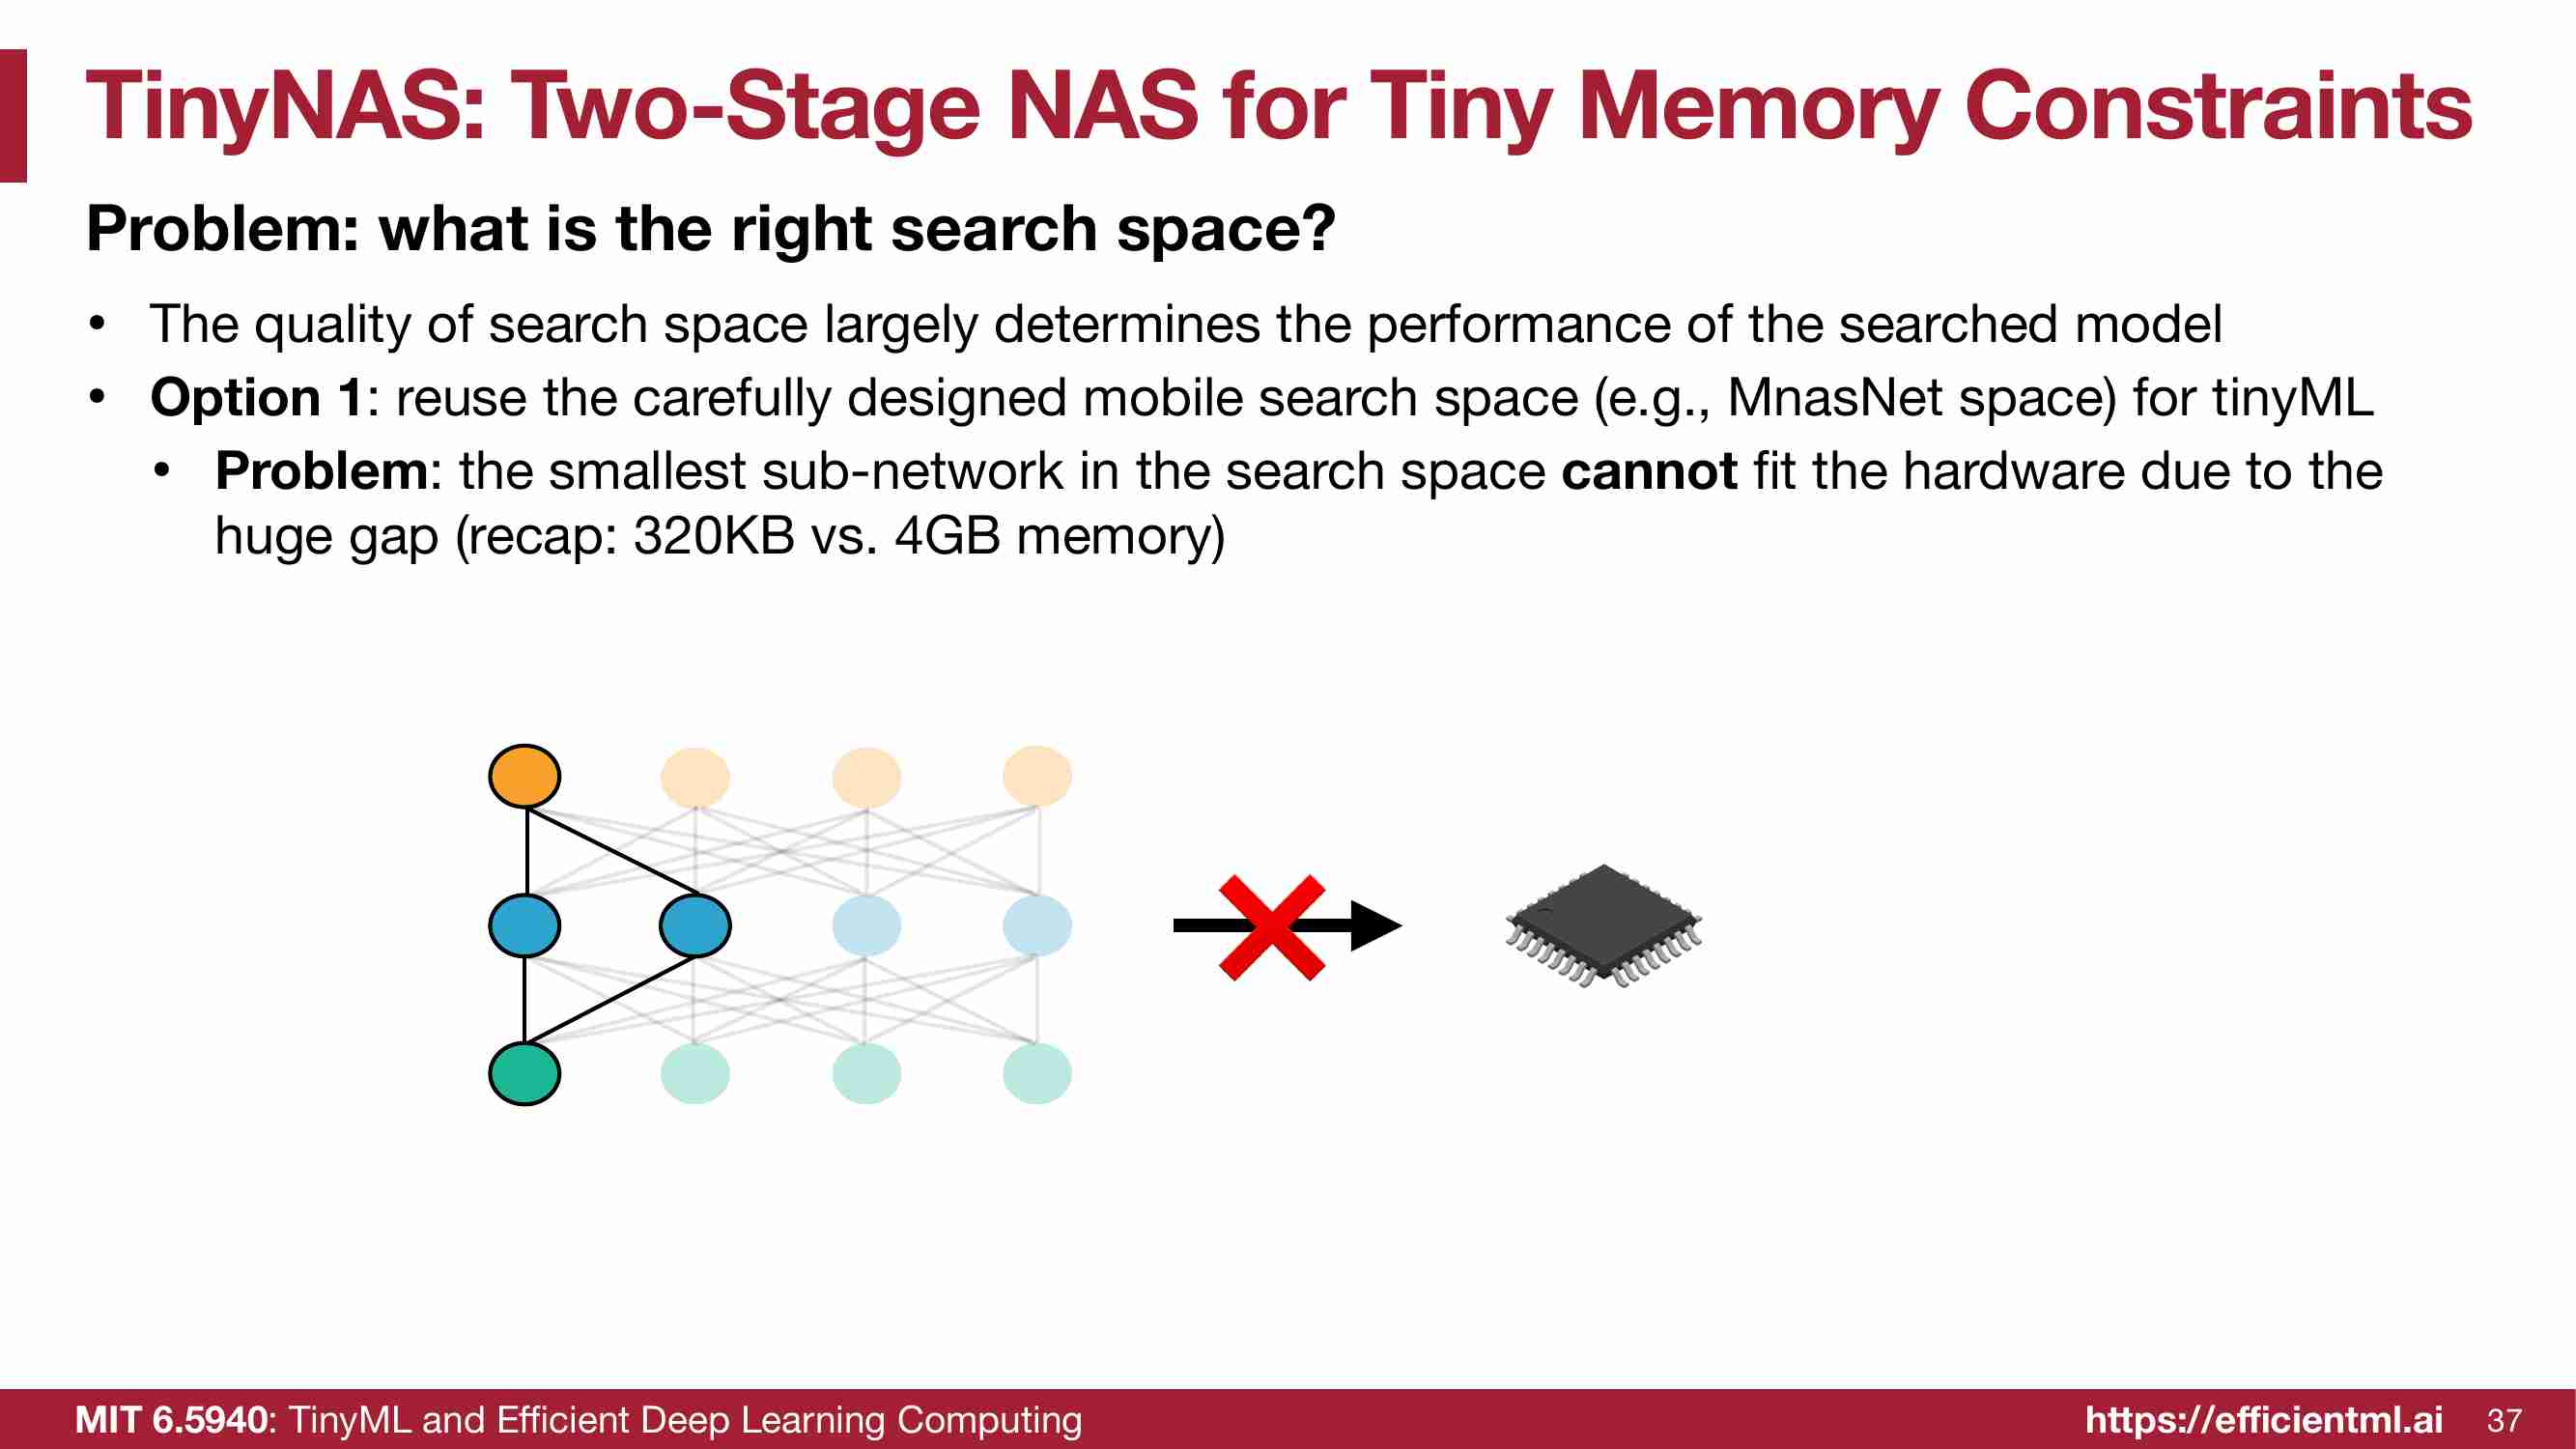 TinyNAS: Two-Stage NAS for Tiny Memory Constraints
Problem: what is the right search space?
• The quality of search space largely determines the performance of the searched model
• Option 1: reuse the carefully designed mobile search space (e.g., MnasNet space) for tinyML
• Problem: the smallest sub-network in the search space cannot fit the hardware due to the
huge gap (recap: 320KB vs. 4GB memory)
MIT 6.5940: TinyML and Efficient Deep Learning Computing
https://efficientml.ai 37